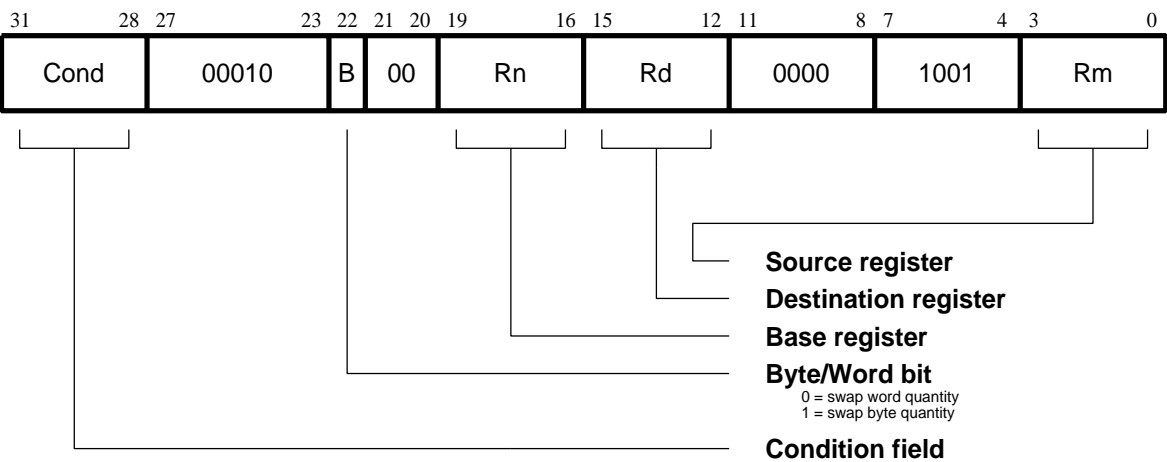 31 28 27 23 22 21 20 19 16 15 12 11 8 7 4 3 0
Cond 00010 B 00 Rn Rd 0000 1001 Rm
Source register
Destination register
Base register
Byte/Word bit
0 = swap word quantity
1 = swap byte quantity
Condition field